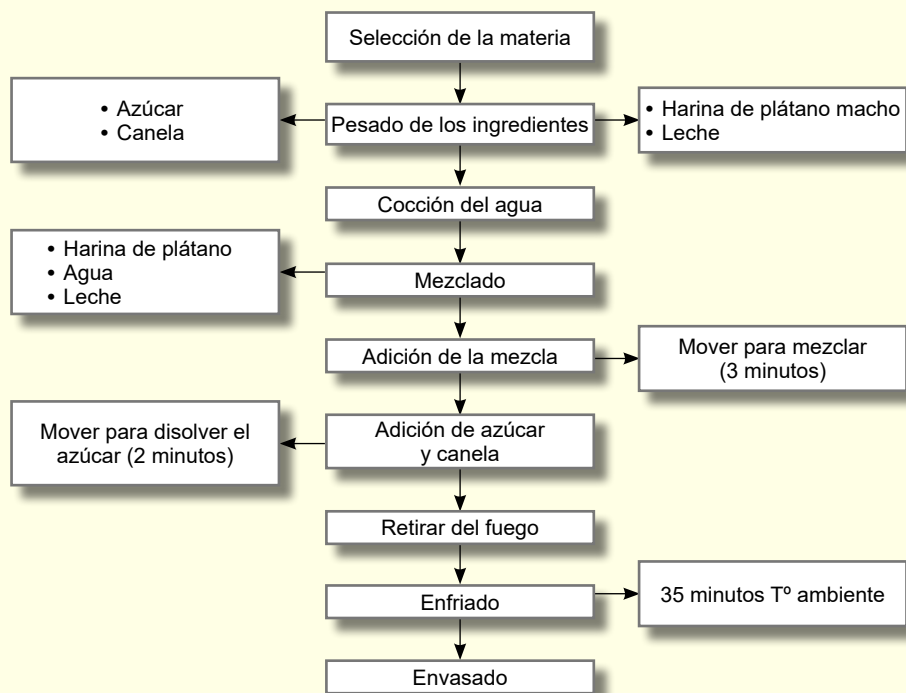 Selección de la materia
• Azúcar
• Canela
Pesado de los ingredientes
• Harina de plátano macho
• Leche
Cocción del agua
• Harina de plátano
• Agua
• Leche
Mezclado
Adición de la mezcla
Mover para mezclar
(3 minutos)
Mover para disolver el
azúcar (2 minutos)
Adición de azúcar
y canela
Retirar del fuego
Enfriado
35 minutos Tº ambiente
Envasado